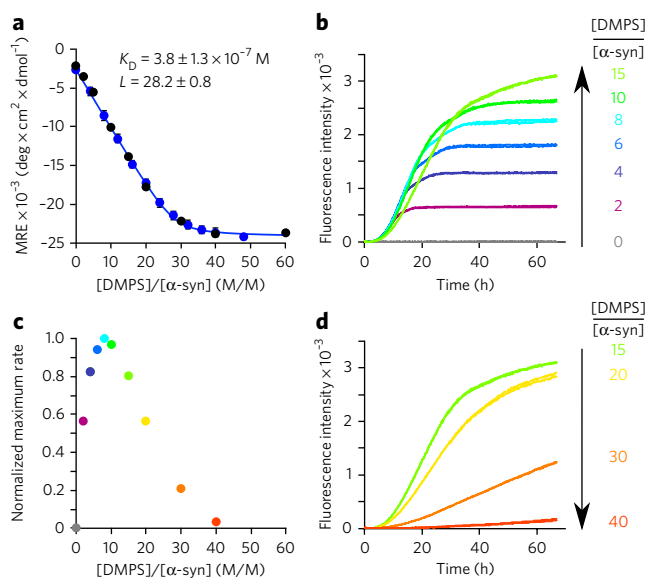 a
K_D = 3.8 ± 1.3 × 10⁻⁷ M
L = 28.2 ± 0.8
MRE × 10⁻³ (deg × cm² × dmol⁻¹)
0
−5
−10
−15
−20
−25
0 10 20 30 40 50 60
[DMPS]/[α-syn] (M/M)
b
Fluorescence intensity × 10⁻³
3
2
1
0
0 20 40 60
Time (h)
[DMPS]
[α-syn]
15
10
8
6
4
2
0
c
Normalized maximum rate
1.0
0.8
0.6
0.4
0.2
0
0 10 20 30 40 50 60
[DMPS]/[α-syn] (M/M)
d
Fluorescence intensity × 10⁻³
3
2
1
0
0 20 40 60
Time (h)
[DMPS]
[α-syn]
15
20
30
40